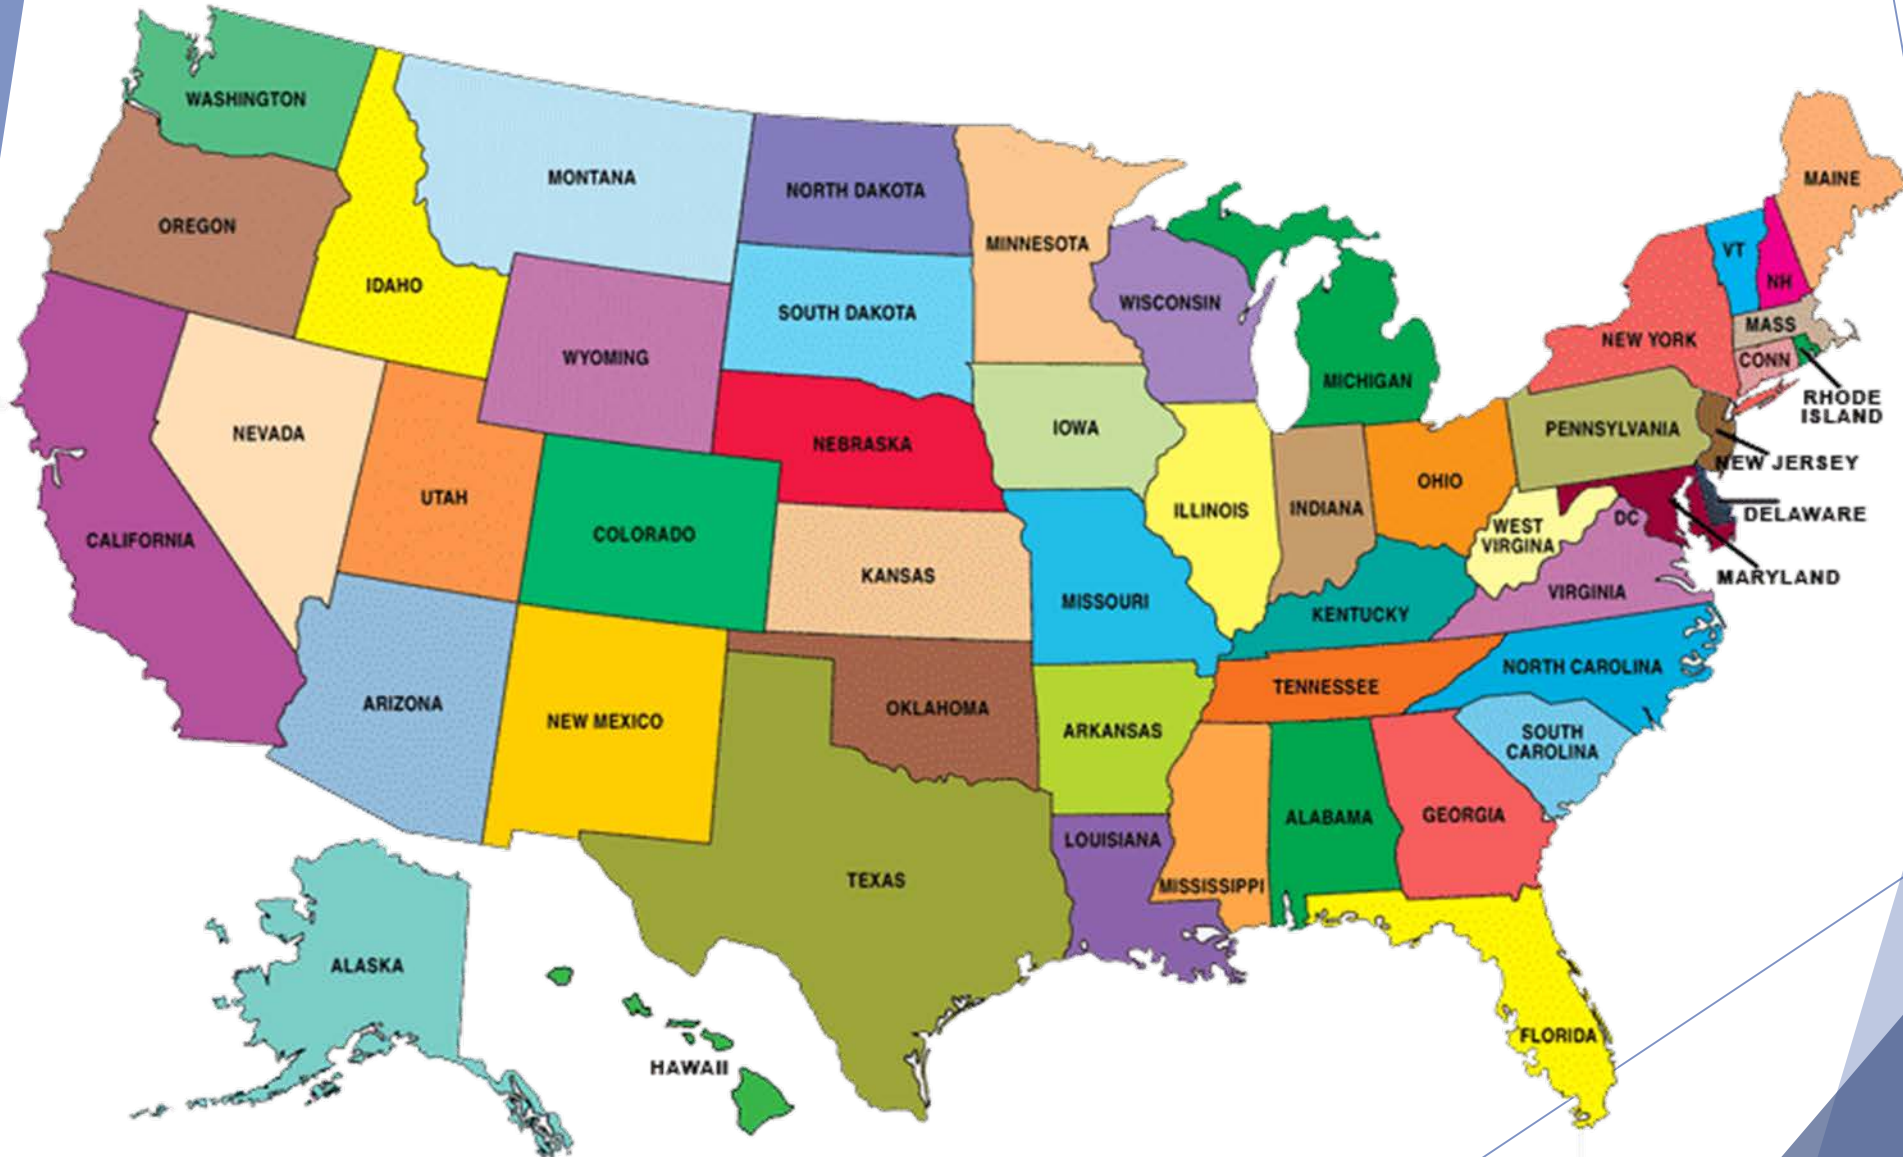 WASHINGTON
MONTANA
NORTH DAKOTA
MAINE
OREGON
MINNESOTA
VT
IDAHO
NH
WISCONSIN
SOUTH DAKOTA
MASS
NEW YORK
WYOMING
CONN
MICHIGAN
RHODE
ISLAND
NEVADA
NEBRASKA
IOWA
PENNSYLVANIA
NEW JERSEY
UTAH
OHIO
ILLINOIS
INDIANA
DELAWARE
DC
WEST
VIRGINA
CALIFORNIA
COLORADO
KANSAS
MARYLAND
VIRGINIA
MISSOURI
KENTUCKY
NORTH CAROLINA
TENNESSEE
ARIZONA
NEW MEXICO
OKLAHOMA
ARKANSAS
SOUTH
CAROLINA
ALABAMA
GEORGIA
LOUISIANA
TEXAS
MISSISSIPPI
ALASKA
FLORIDA
HAWAII